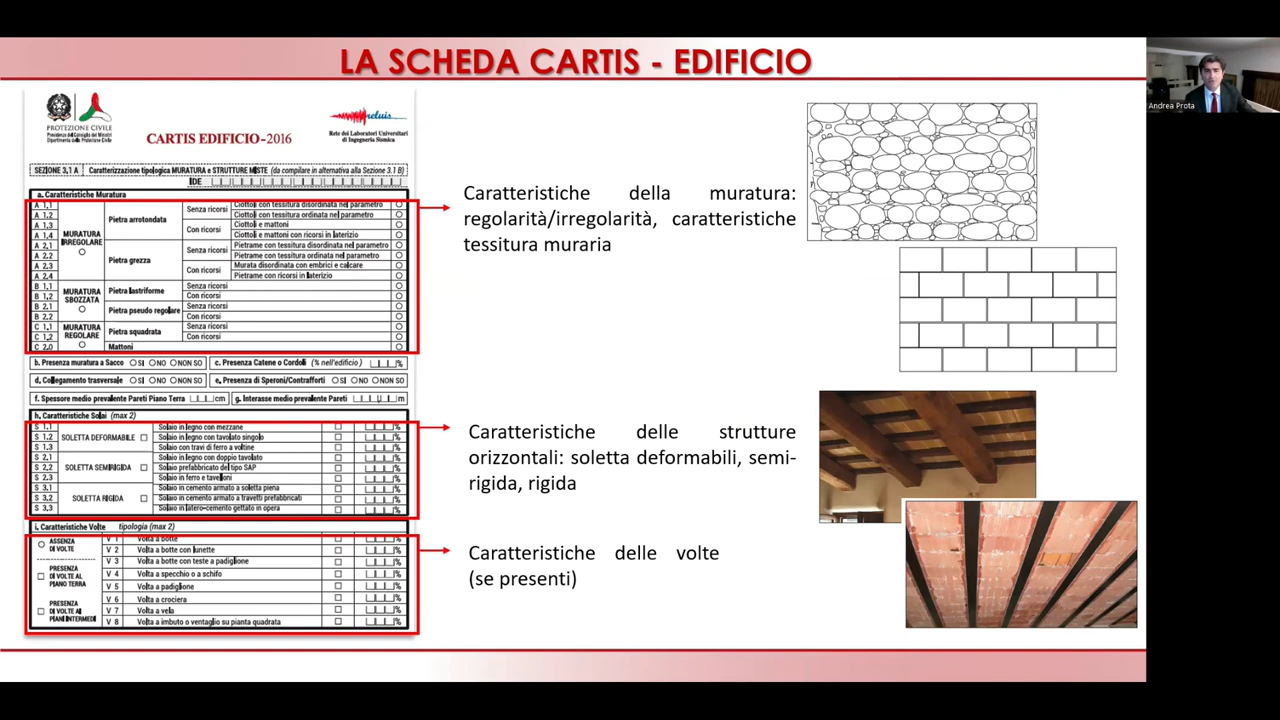 LA SCHEDA CARTIS - EDIFICIO
Andrea Prota
PROTEZIONE CIVILE
Presidenza del Consiglio dei Ministri
Dipartimento della Protezione Civile
CARTIS EDIFICIO-2016
reluis
Rete dei Laboratori Universitari
di Ingegneria Sismica
SEZIONE 3.1 A Caratterizzazione tipologica MURATURA e STRUTTURE MISTE (da compilare in alternativa alla Sezione 3.1 B)
IDE
a. Caratteristiche Muratura
MURATURA IRREGOLARE
Pietra arrotondata
Senza ricorsi
A 1.1 Ciottoli con tessitura disordinata nel parametro
A 1.2 Ciottoli con tessitura ordinata nel parametro
Con ricorsi
A 1.3 Ciottoli e mattoni
A 1.4 Ciottoli con ricorsi in laterizio
Pietra grezza
Senza ricorsi
A 2.1 Pietrame con tessitura disordinata nel parametro
A 2.2 Pietrame con tessitura ordinata nel parametro
Con ricorsi
A 2.3 Murata disordinata con embrici e calcare
A 2.4 Pietrame con ricorsi in laterizio
MURATURA SBOZZATA
Pietra lastriforme
B 1.1 Senza ricorsi
B 1.2 Con ricorsi
Pietra pseudo regolare
B 2.1 Senza ricorsi
B 2.2 Con ricorsi
MURATURA REGOLARE
Pietra squadrata
C 1.1 Senza ricorsi
C 1.2 Con ricorsi
C 2.0 Mattoni
b. Presenza muratura a Sacco SI NO NON SO c. Presenza Catene o Cordoli (% nell'edificio) %
d. Collegamento trasversale SI NO NON SO e. Presenza di Speroni/Contrafforti SI NO NON SO
f. Spessore medio prevalente Pareti Piano Terra cm g. Interasse medio prevalente Pareti m
h. Caratteristiche Solai (max 2)
SOLETTA DEFORMABILE
S 1.1 Solaio in legno con mezzane %
S 1.2 Solaio in legno con tavolato singolo %
S 1.3 Solaio con travi di ferro a voltine %
SOLETTA SEMIRIGIDA
S 2.1 Solaio in legno con doppio tavolato %
S 2.2 Solaio prefabbricato del tipo SAP %
S 2.3 Solaio in ferro e tavelloni %
SOLETTA RIGIDA
S 3.1 Solaio in cemento armato a soletta piena %
S 3.2 Solaio in cemento armato a travetti prefabbricati %
S 3.3 Solaio in latero-cemento gettato in opera %
i. Caratteristiche Volte tipologia (max 2)
ASSENZA DI VOLTE
PRESENZA DI VOLTE AL PIANO TERRA
PRESENZA DI VOLTE AI PIANI INTERMEDI
V 1 Volta a botte %
V 2 Volta a botte con lunette %
V 3 Volta a botte con teste a padiglione %
V 4 Volta a specchio o a schifo %
V 5 Volta a padiglione %
V 6 Volta a crociera %
V 7 Volta a vela %
V 8 Volta a imbuto o ventaglio su pianta quadrata %
Caratteristiche della muratura:
regolarità/irregolarità, caratteristiche
tessitura muraria
Caratteristiche delle strutture
orizzontali: soletta deformabili, semi-
rigida, rigida
Caratteristiche delle volte
(se presenti)